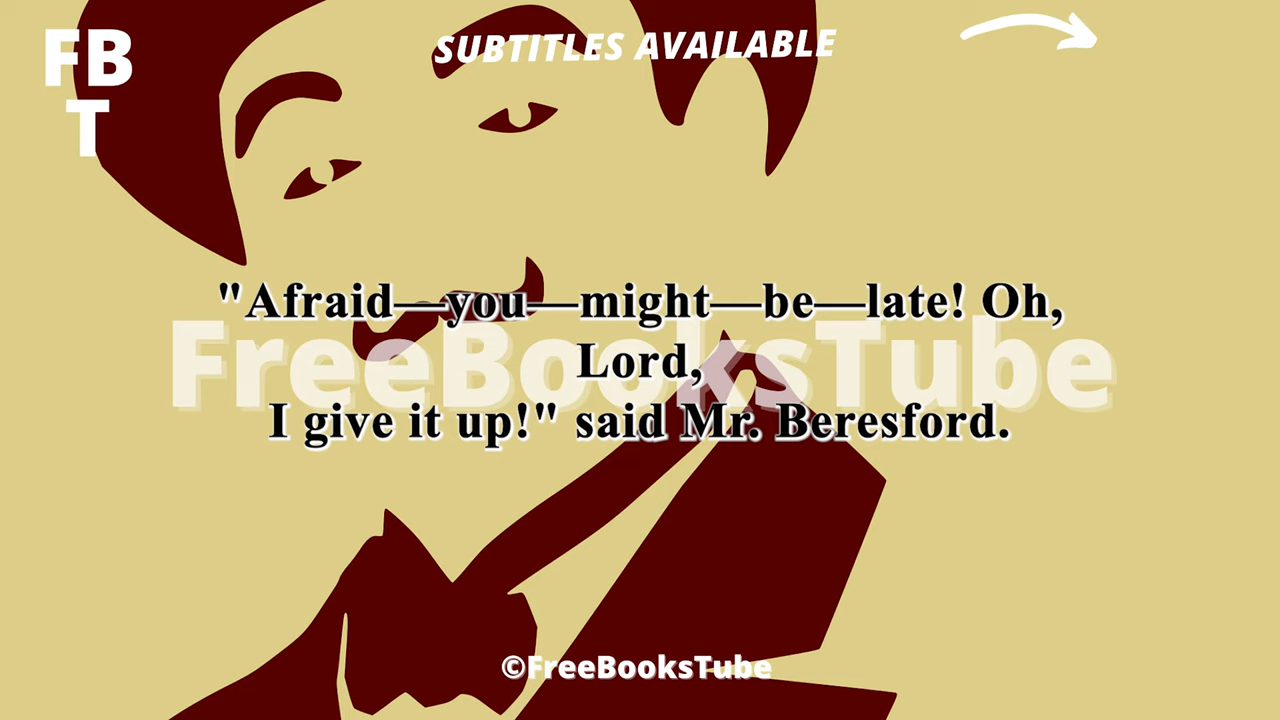 FB
T
SUBTITLES AVAILABLE
"Afraid—you—might—be—late! Oh,
Lord,
I give it up!" said Mr. Beresford.
FreeBooksTube
©FreeBooksTube